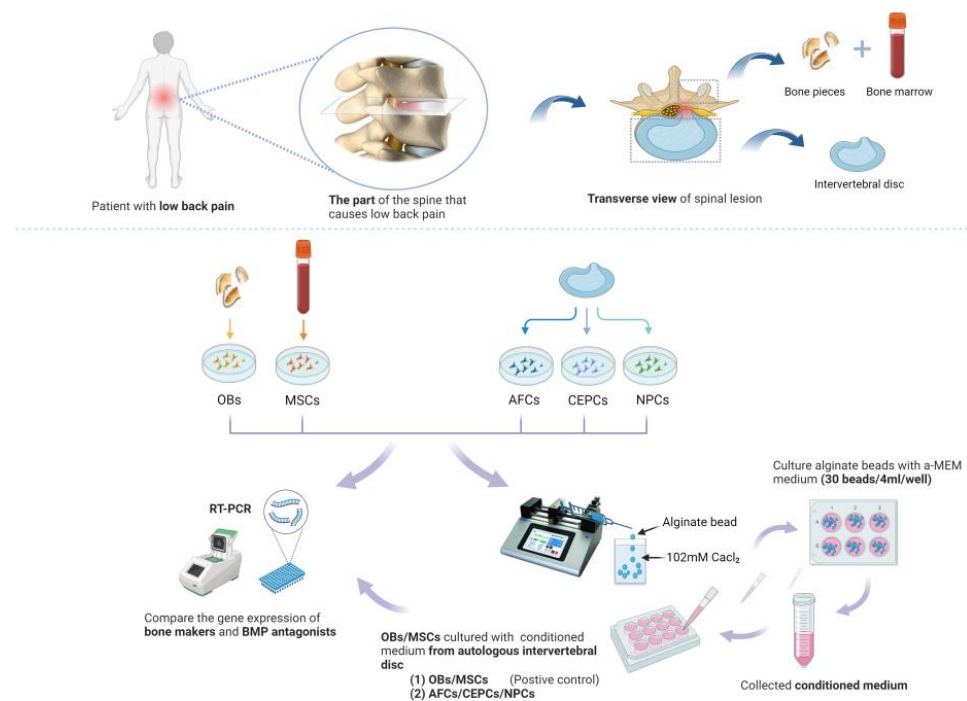 Patient with low back pain
The part of the spine that
causes low back pain
Transverse view of spinal lesion
Bone pieces
Bone marrow
Intervertebral disc
OBs
MSCs
AFCs
CEPCs
NPCs
RT-PCR
Compare the gene expression of
bone makers and BMP antagonists
Alginate bead
102mM Cacl₂
Culture alginate beads with a-MEM
medium (30 beads/4ml/well)
1 2 3
A
B
OBs/MSCs cultured with conditioned
medium from autologous intervertebral
disc
(1) OBs/MSCs (Postive control)
(2) AFCs/CEPCs/NPCs
Collected conditioned medium